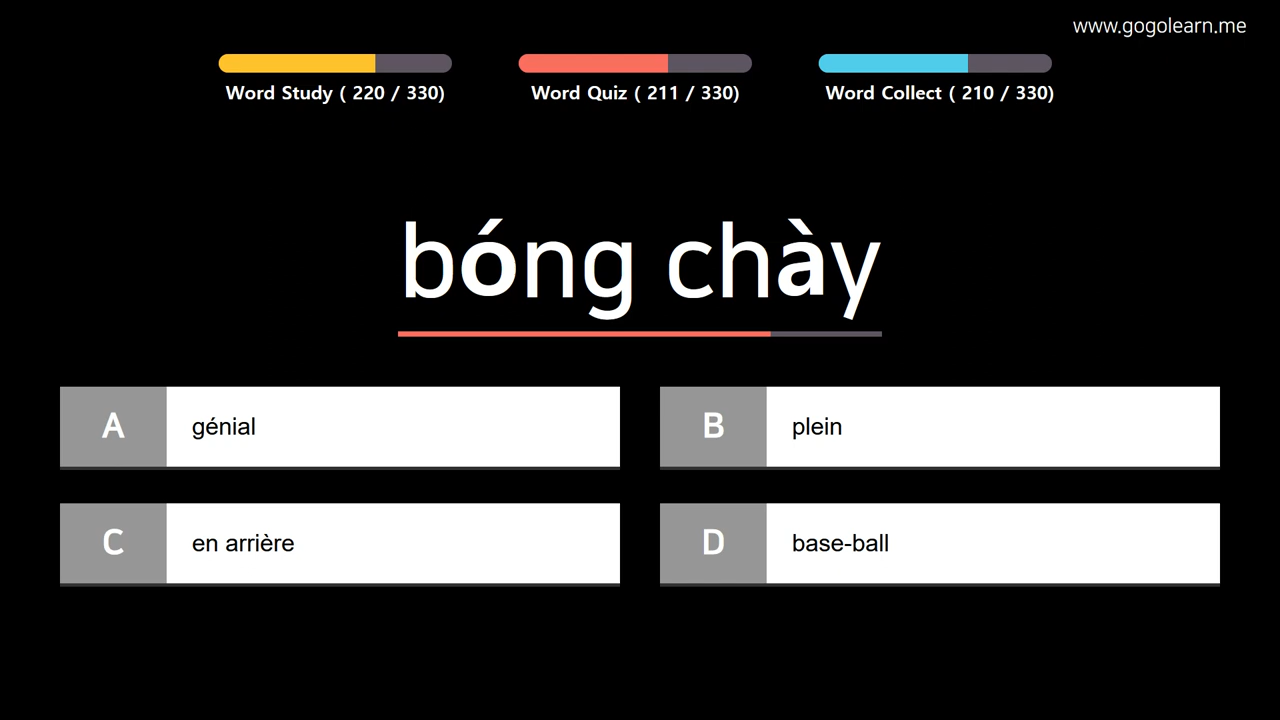 www.gogolearn.me
Word Study ( 220 / 330)
Word Quiz ( 211 / 330)
Word Collect ( 210 / 330)
bóng chày
A
génial
B
plein
C
en arrière
D
base-ball